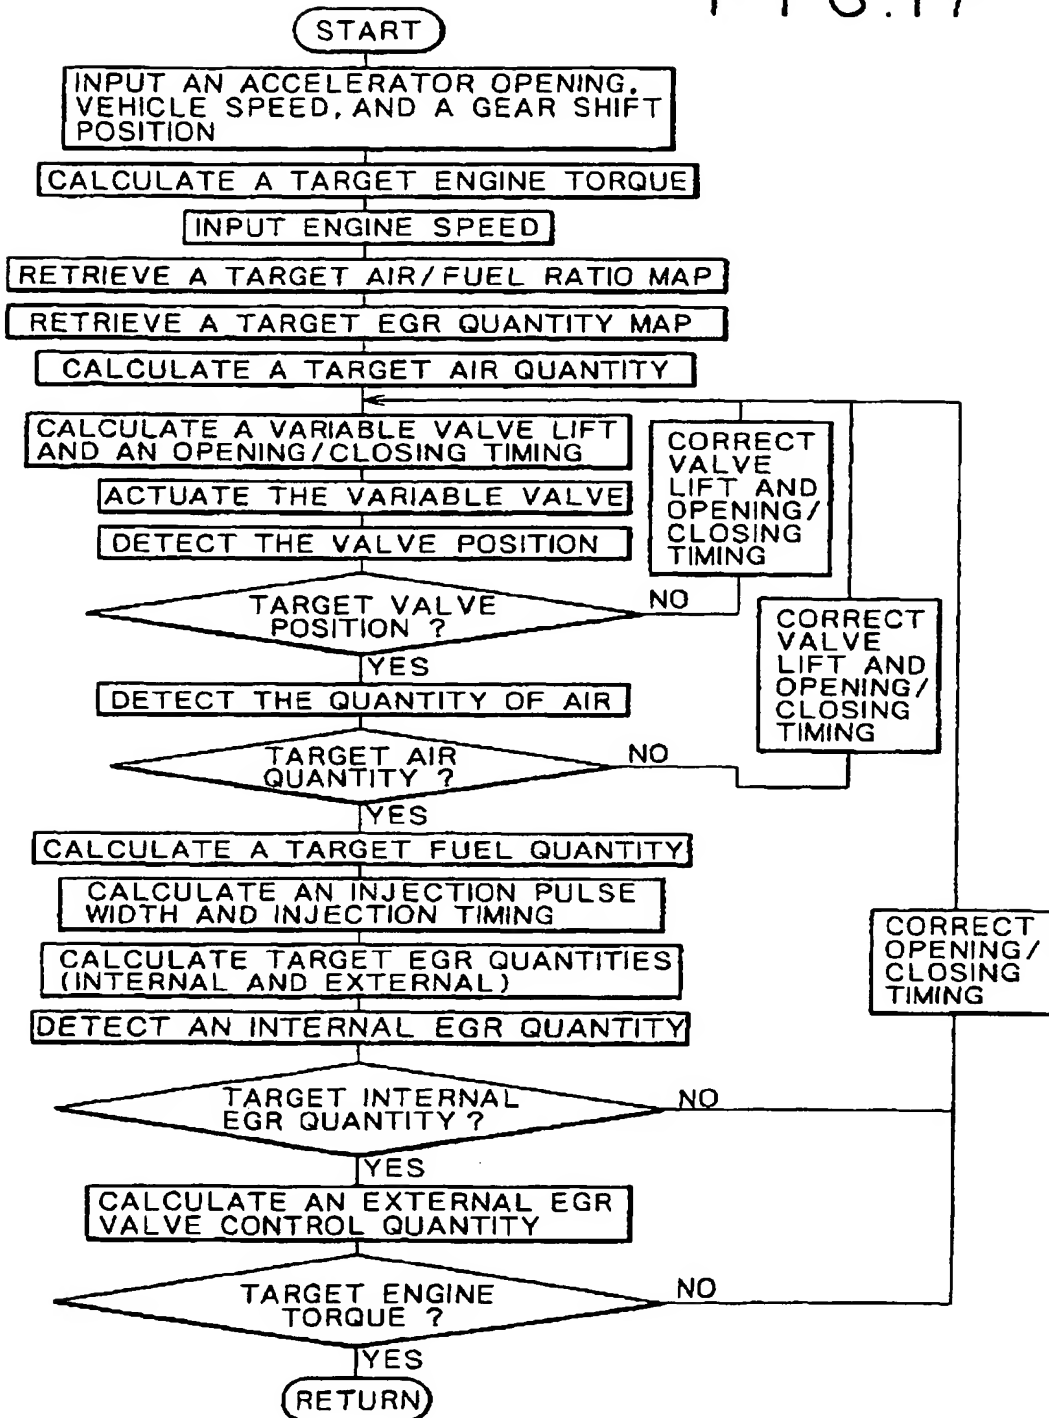 FIG.17
START
INPUT AN ACCELERATOR OPENING,
VEHICLE SPEED, AND A GEAR SHIFT
POSITION
CALCULATE A TARGET ENGINE TORQUE
INPUT ENGINE SPEED
RETRIEVE A TARGET AIR/FUEL RATIO MAP
RETRIEVE A TARGET EGR QUANTITY MAP
CALCULATE A TARGET AIR QUANTITY
CALCULATE A VARIABLE VALVE LIFT
AND AN OPENING/CLOSING TIMING
ACTUATE THE VARIABLE VALVE
DETECT THE VALVE POSITION
CORRECT
VALVE
LIFT AND
OPENING/
CLOSING
TIMING
TARGET VALVE
POSITION ?
NO
YES
CORRECT
VALVE
LIFT AND
OPENING/
CLOSING
TIMING
DETECT THE QUANTITY OF AIR
TARGET AIR
QUANTITY ?
NO
YES
CALCULATE A TARGET FUEL QUANTITY
CALCULATE AN INJECTION PULSE
WIDTH AND INJECTION TIMING
CALCULATE TARGET EGR QUANTITIES
(INTERNAL AND EXTERNAL)
DETECT AN INTERNAL EGR QUANTITY
CORRECT
OPENING/
CLOSING
TIMING
TARGET INTERNAL
EGR QUANTITY ?
NO
YES
CALCULATE AN EXTERNAL EGR
VALVE CONTROL QUANTITY
TARGET ENGINE
TORQUE ?
NO
YES
RETURN